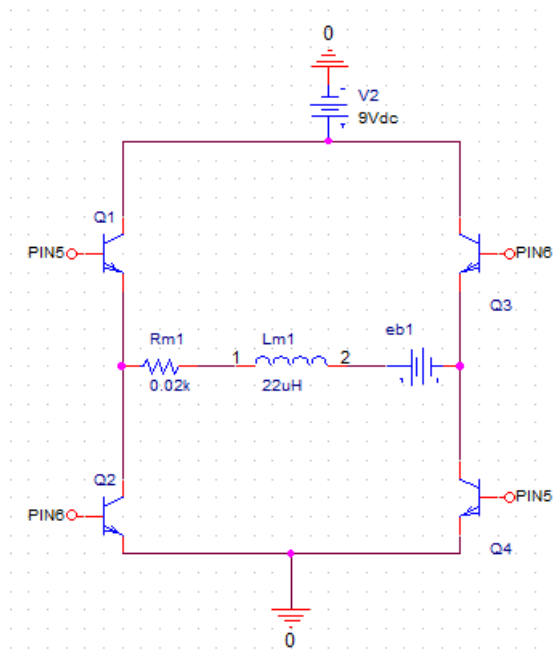 0
V2
9Vdc
Q1
PIN5
PIN6
Q3
Rm1
Lm1
eb1
1
2
0.02k
22uH
Q2
PIN6
PIN5
Q4
0